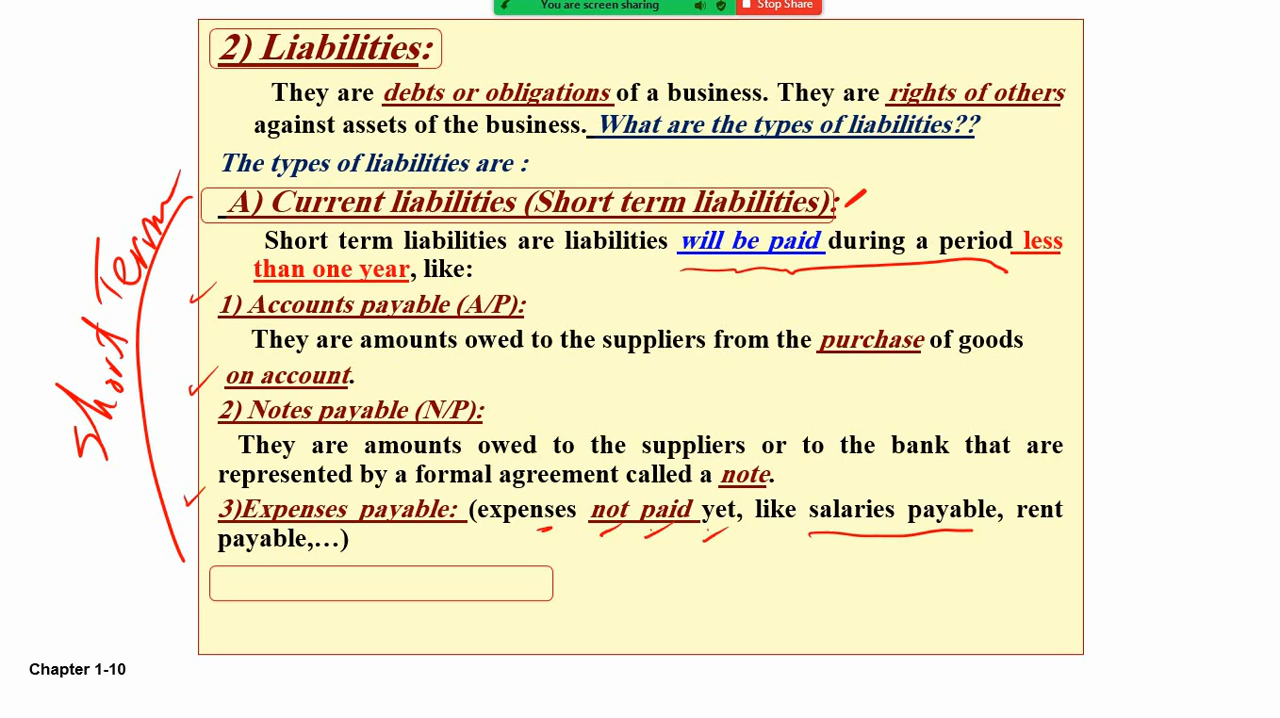 You are screen sharing Stop Share
2) Liabilities:
They are debts or obligations of a business. They are rights of others
against assets of the business. What are the types of liabilities??
The types of liabilities are :
A) Current liabilities (Short term liabilities):
Short term liabilities are liabilities will be paid during a period less
than one year, like:
1) Accounts payable (A/P):
They are amounts owed to the suppliers from the purchase of goods
on account.
2) Notes payable (N/P):
They are amounts owed to the suppliers or to the bank that are
represented by a formal agreement called a note.
3)Expenses payable: (expenses not paid yet, like salaries payable, rent
payable,...)
Short Term
Chapter 1-10